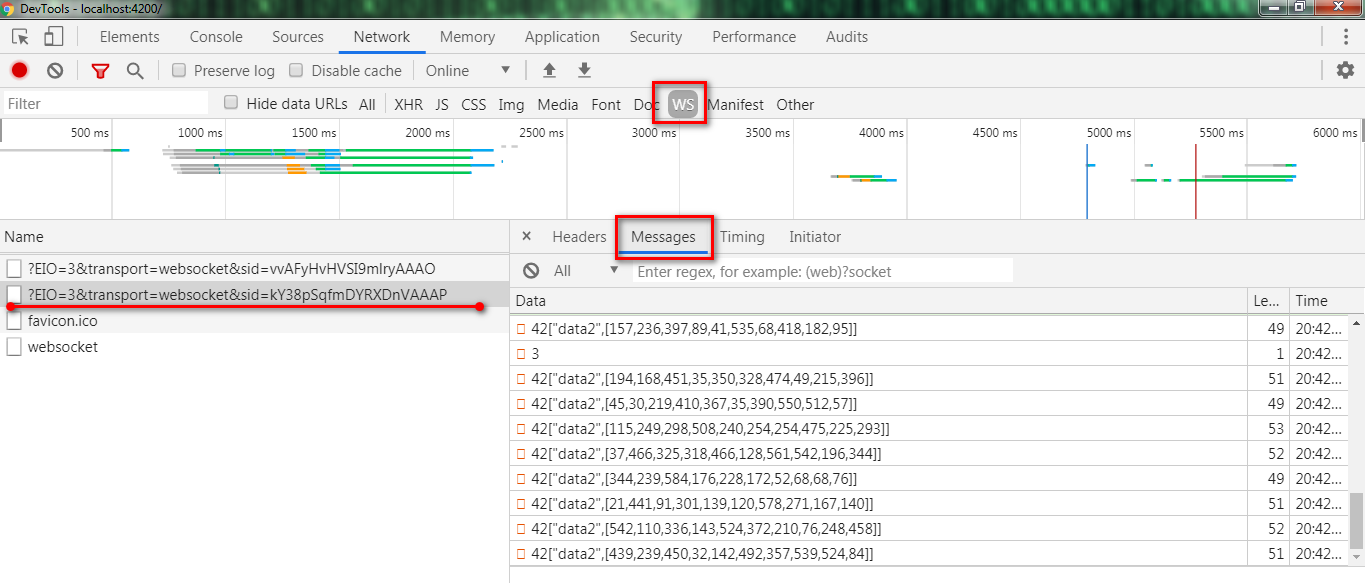 DevTools - localhost:4200/
Elements Console Sources Network Memory Application Security Performance Audits
Preserve log Disable cache Online
Filter Hide data URLs All XHR JS CSS Img Media Font Doc WS Manifest Other
500 ms 1000 ms 1500 ms 2000 ms 2500 ms 3000 ms 3500 ms 4000 ms 4500 ms 5000 ms 5500 ms 6000 ms
Name
?EIO=3&transport=websocket&sid=vvAFyHvHVSI9mIryAAAO
?EIO=3&transport=websocket&sid=kY38pSqfmDYRXDnVAAAP
favicon.ico
websocket
× Headers Messages Timing Initiator
All Enter regex, for example: (web)?socket
Data Le... Time
42["data2",[157,236,397,89,41,535,68,418,182,95]] 49 20:42...
3 1 20:42...
42["data2",[194,168,451,35,350,328,474,49,215,396]] 51 20:42...
42["data2",[45,30,219,410,367,35,390,550,512,57]] 49 20:42...
42["data2",[115,249,298,508,240,254,254,475,225,293]] 53 20:42...
42["data2",[37,466,325,318,466,128,561,542,196,344]] 52 20:42...
42["data2",[344,239,584,176,228,172,52,68,68,76]] 49 20:42...
42["data2",[21,441,91,301,139,120,578,271,167,140]] 51 20:42...
42["data2",[542,110,336,143,524,372,210,76,248,458]] 52 20:42...
42["data2",[439,239,450,32,142,492,357,539,524,84]] 51 20:42...